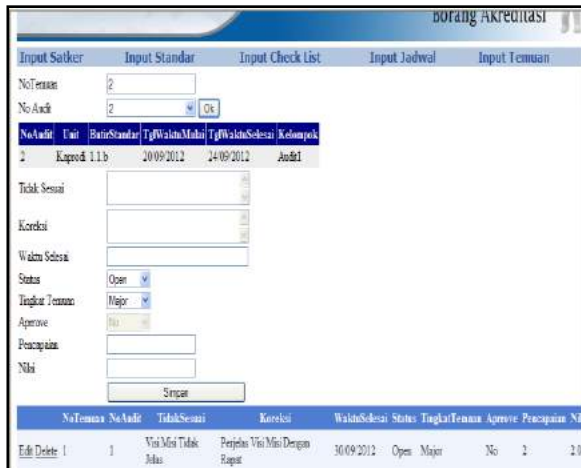 Borang Akreditasi
Input Satker Input Standar Input Check List Input Jadwal Input Temuan
NoTemuan 2
No Audit 2 Ok
NoAudit Unit ButirStandar TglWaktuMulai TglWaktuSelesai Kelompok
2 Kaprodi 1.1.b 20/09/2012 24/09/2012 Audit1
Tidak Sesuai
Koreksi
Waktu Selesai
Status Open
Tingkat Temuan Major
Aprove No
Pencapaian
Nilai
Simpan
NoTemuan NoAudit TidakSesuai Koreksi WaktuSelesai Status TingkatTemuan Aprove Pencapaian Nil
Edit Delete 1 1 Visi Misi Tidak Jelas Perjelas Visi Misi Dengan Rapat 30/09/2012 Open Major No 2 2.0